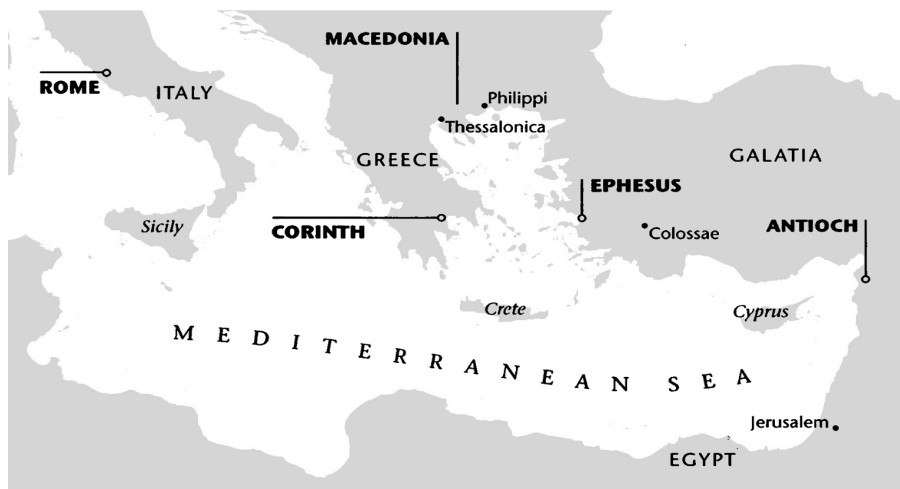 MACEDONIA
ROME
ITALY
Philippi
Thessalonica
GREECE
GALATIA
EPHESUS
Sicily
CORINTH
Colossae
ANTIOCH
Crete
Cyprus
MEDITERRANEAN SEA
Jerusalem
EGYPT